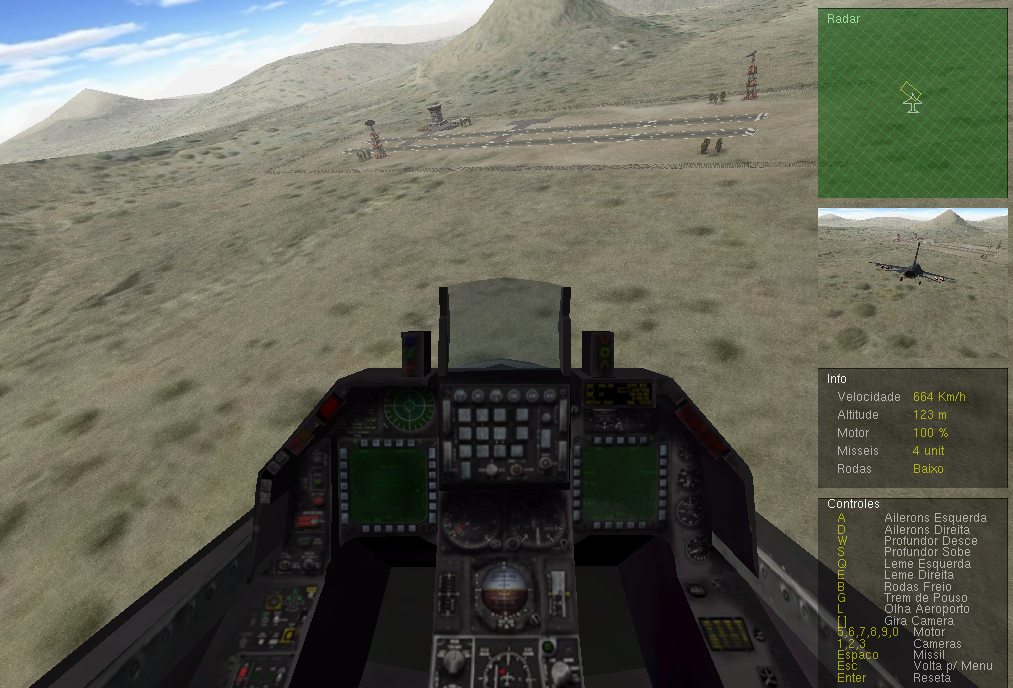 Radar
Info
Velocidade 664 Km/h
Altitude 123 m
Motor 100 %
Misseis 4 unit
Rodas Baixo
Controles
A Ailerons Esquerda
D Ailerons Direita
W Profundor Desce
S Profundor Sobe
Q Leme Esquerda
E Leme Direita
B Rodas Freio
G Trem de Pouso
L Olha Aeroporto
[ ] Gira Camera
5,6,7,8,9,0 Motor
1,2,3 Cameras
Espaco Missil
Esc Volta p/ Menu
Enter Reseta